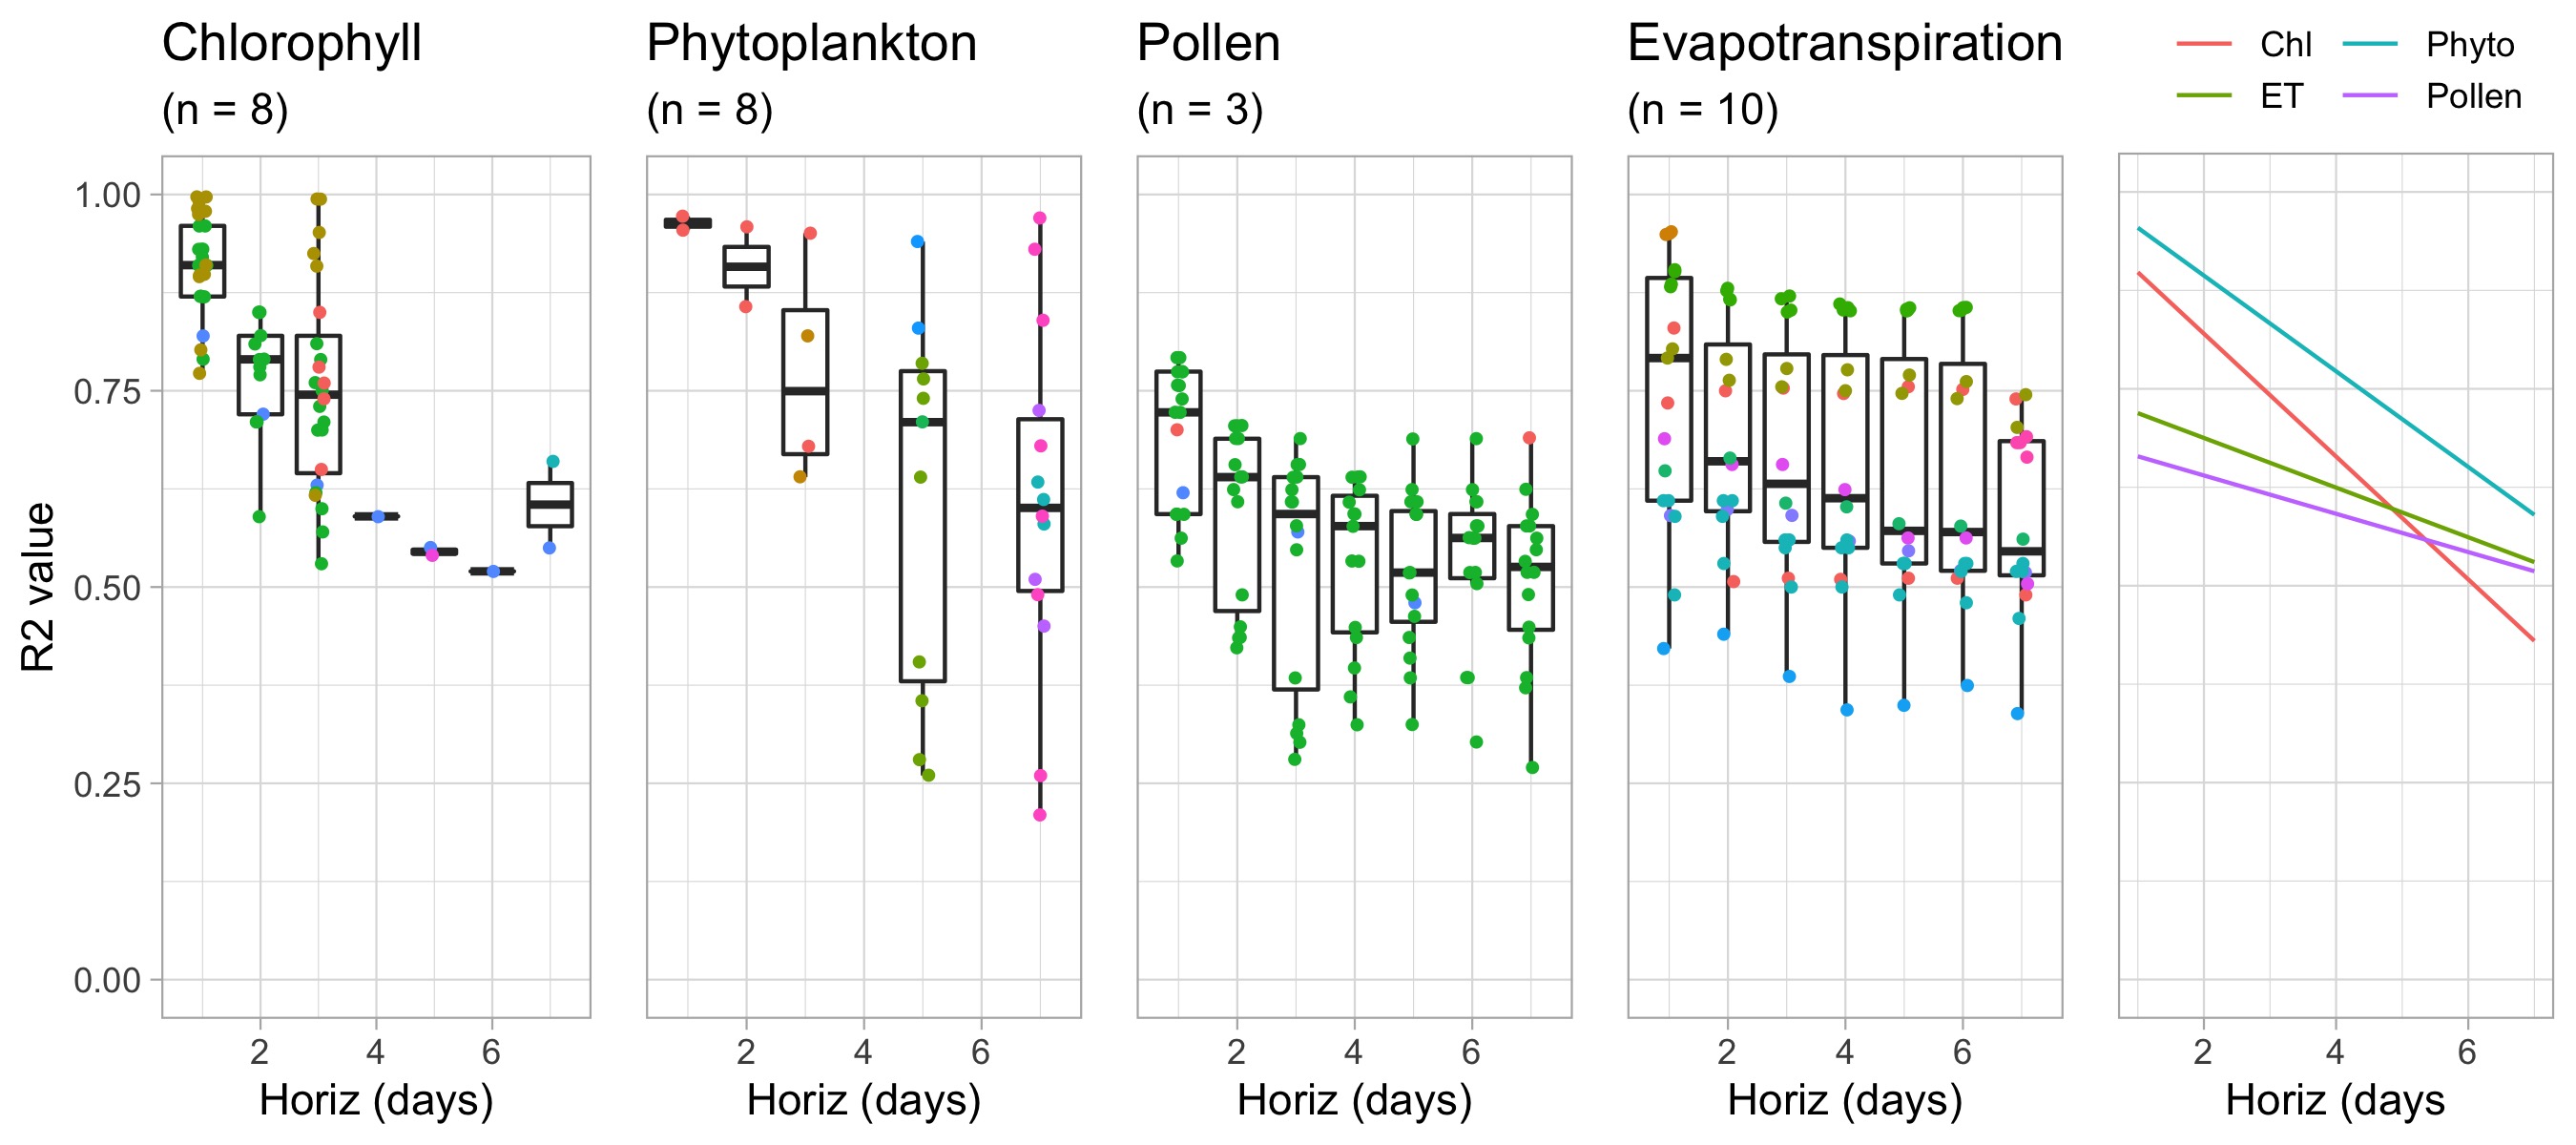 Chlorophyll
(n = 8)
Phytoplankton
(n = 8)
Pollen
(n = 3)
Evapotranspiration
(n = 10)
Chl
Phyto
ET
Pollen
R2 value
1.00
0.75
0.50
0.25
0.00
2 4 6
Horiz (days)
2 4 6
Horiz (days)
2 4 6
Horiz (days)
2 4 6
Horiz (days)
2 4 6
Horiz (days